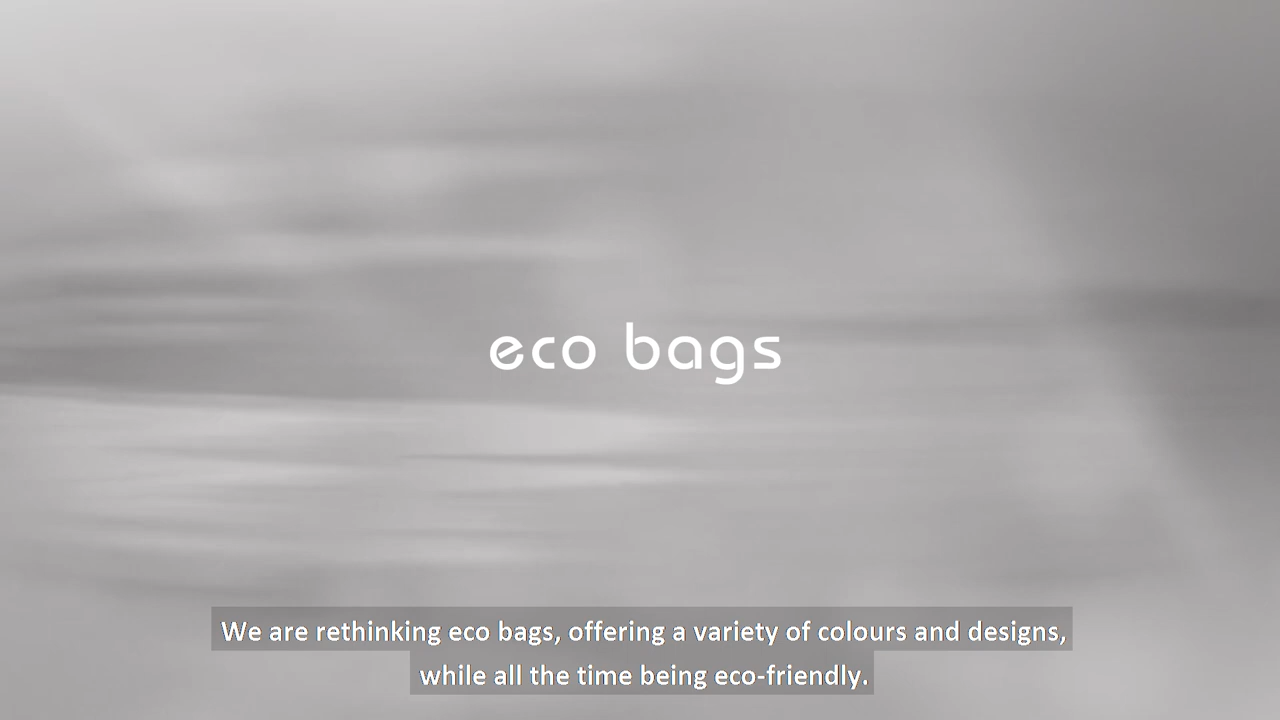 eco bags
We are rethinking eco bags, offering a variety of colours and designs,
while all the time being eco-friendly.